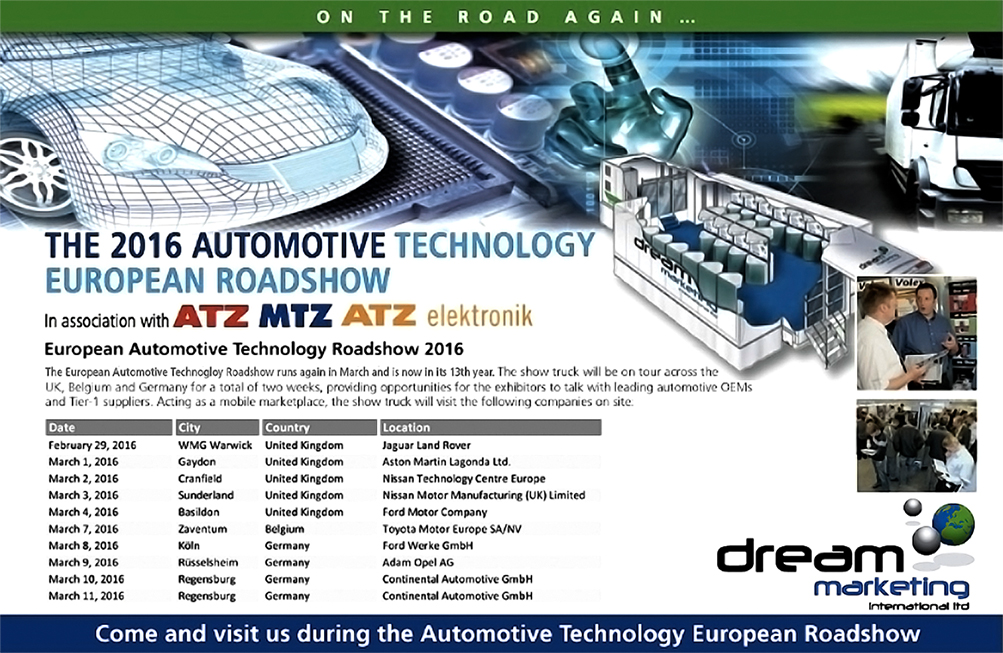 ON THE ROAD AGAIN ...
THE 2016 AUTOMOTIVE TECHNOLOGY
EUROPEAN ROADSHOW
In association with ATZ MTZ ATZ elektronik
European Automotive Technology Roadshow 2016
The European Automotive Technogloy Roadshow runs again in March and is now in its 13th year. The show truck will be on tour across the
UK, Belgium and Germany for a total of two weeks, providing opportunities for the exhibitors to talk with leading automotive OEMs
and Tier-1 suppliers. Acting as a mobile marketplace, the show truck will visit the following companies on site:
Date City Country Location
February 29, 2016 WMG Warwick United Kingdom Jaguar Land Rover
March 1, 2016 Gaydon United Kingdom Aston Martin Lagonda Ltd.
March 2, 2016 Cranfield United Kingdom Nissan Technology Centre Europe
March 3, 2016 Sunderland United Kingdom Nissan Motor Manufacturing (UK) Limited
March 4, 2016 Basildon United Kingdom Ford Motor Company
March 7, 2016 Zaventum Belgium Toyota Motor Europe SA/NV
March 8, 2016 Köln Germany Ford Werke GmbH
March 9, 2016 Rüsselsheim Germany Adam Opel AG
March 10, 2016 Regensburg Germany Continental Automotive GmbH
March 11, 2016 Regensburg Germany Continental Automotive GmbH
dream
marketing
dream
Volex
dream
marketing
international ltd
Come and visit us during the Automotive Technology European Roadshow